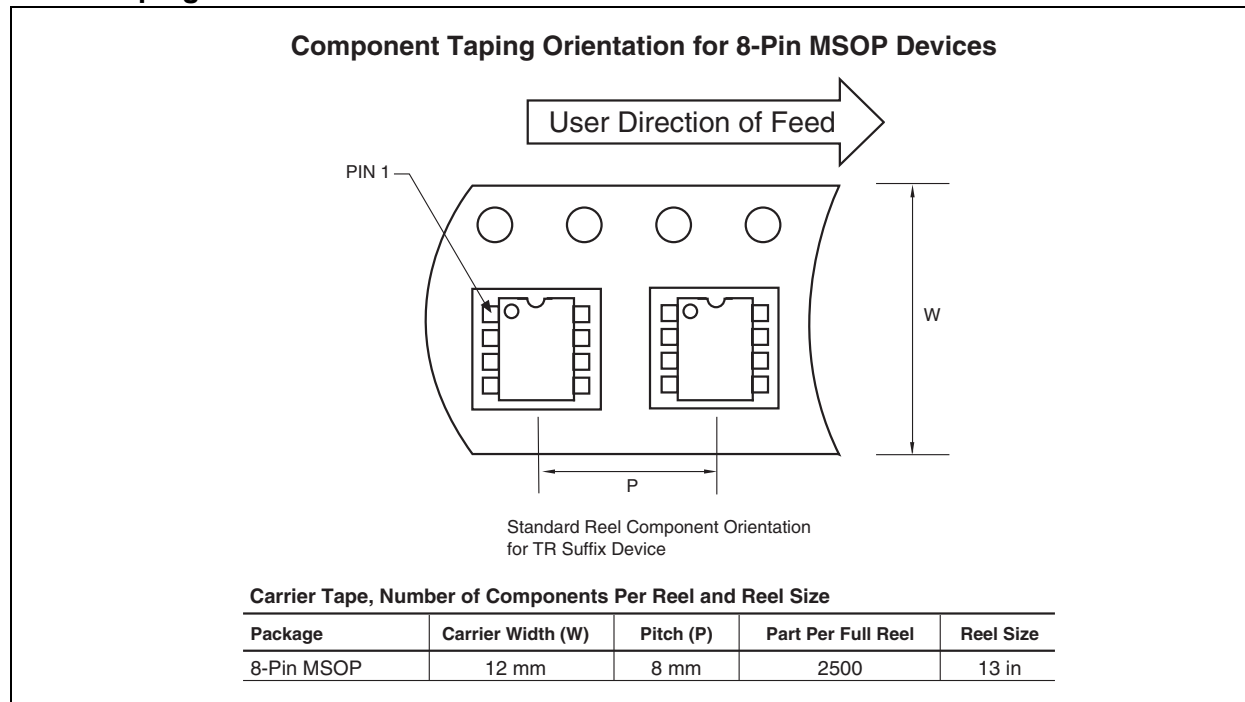 Component Taping Orientation for 8-Pin MSOP Devices
User Direction of Feed
PIN 1
W
P
Standard Reel Component Orientation
for TR Suffix Device
Carrier Tape, Number of Components Per Reel and Reel Size
Package Carrier Width (W) Pitch (P) Part Per Full Reel Reel Size
8-Pin MSOP 12 mm 8 mm 2500 13 in